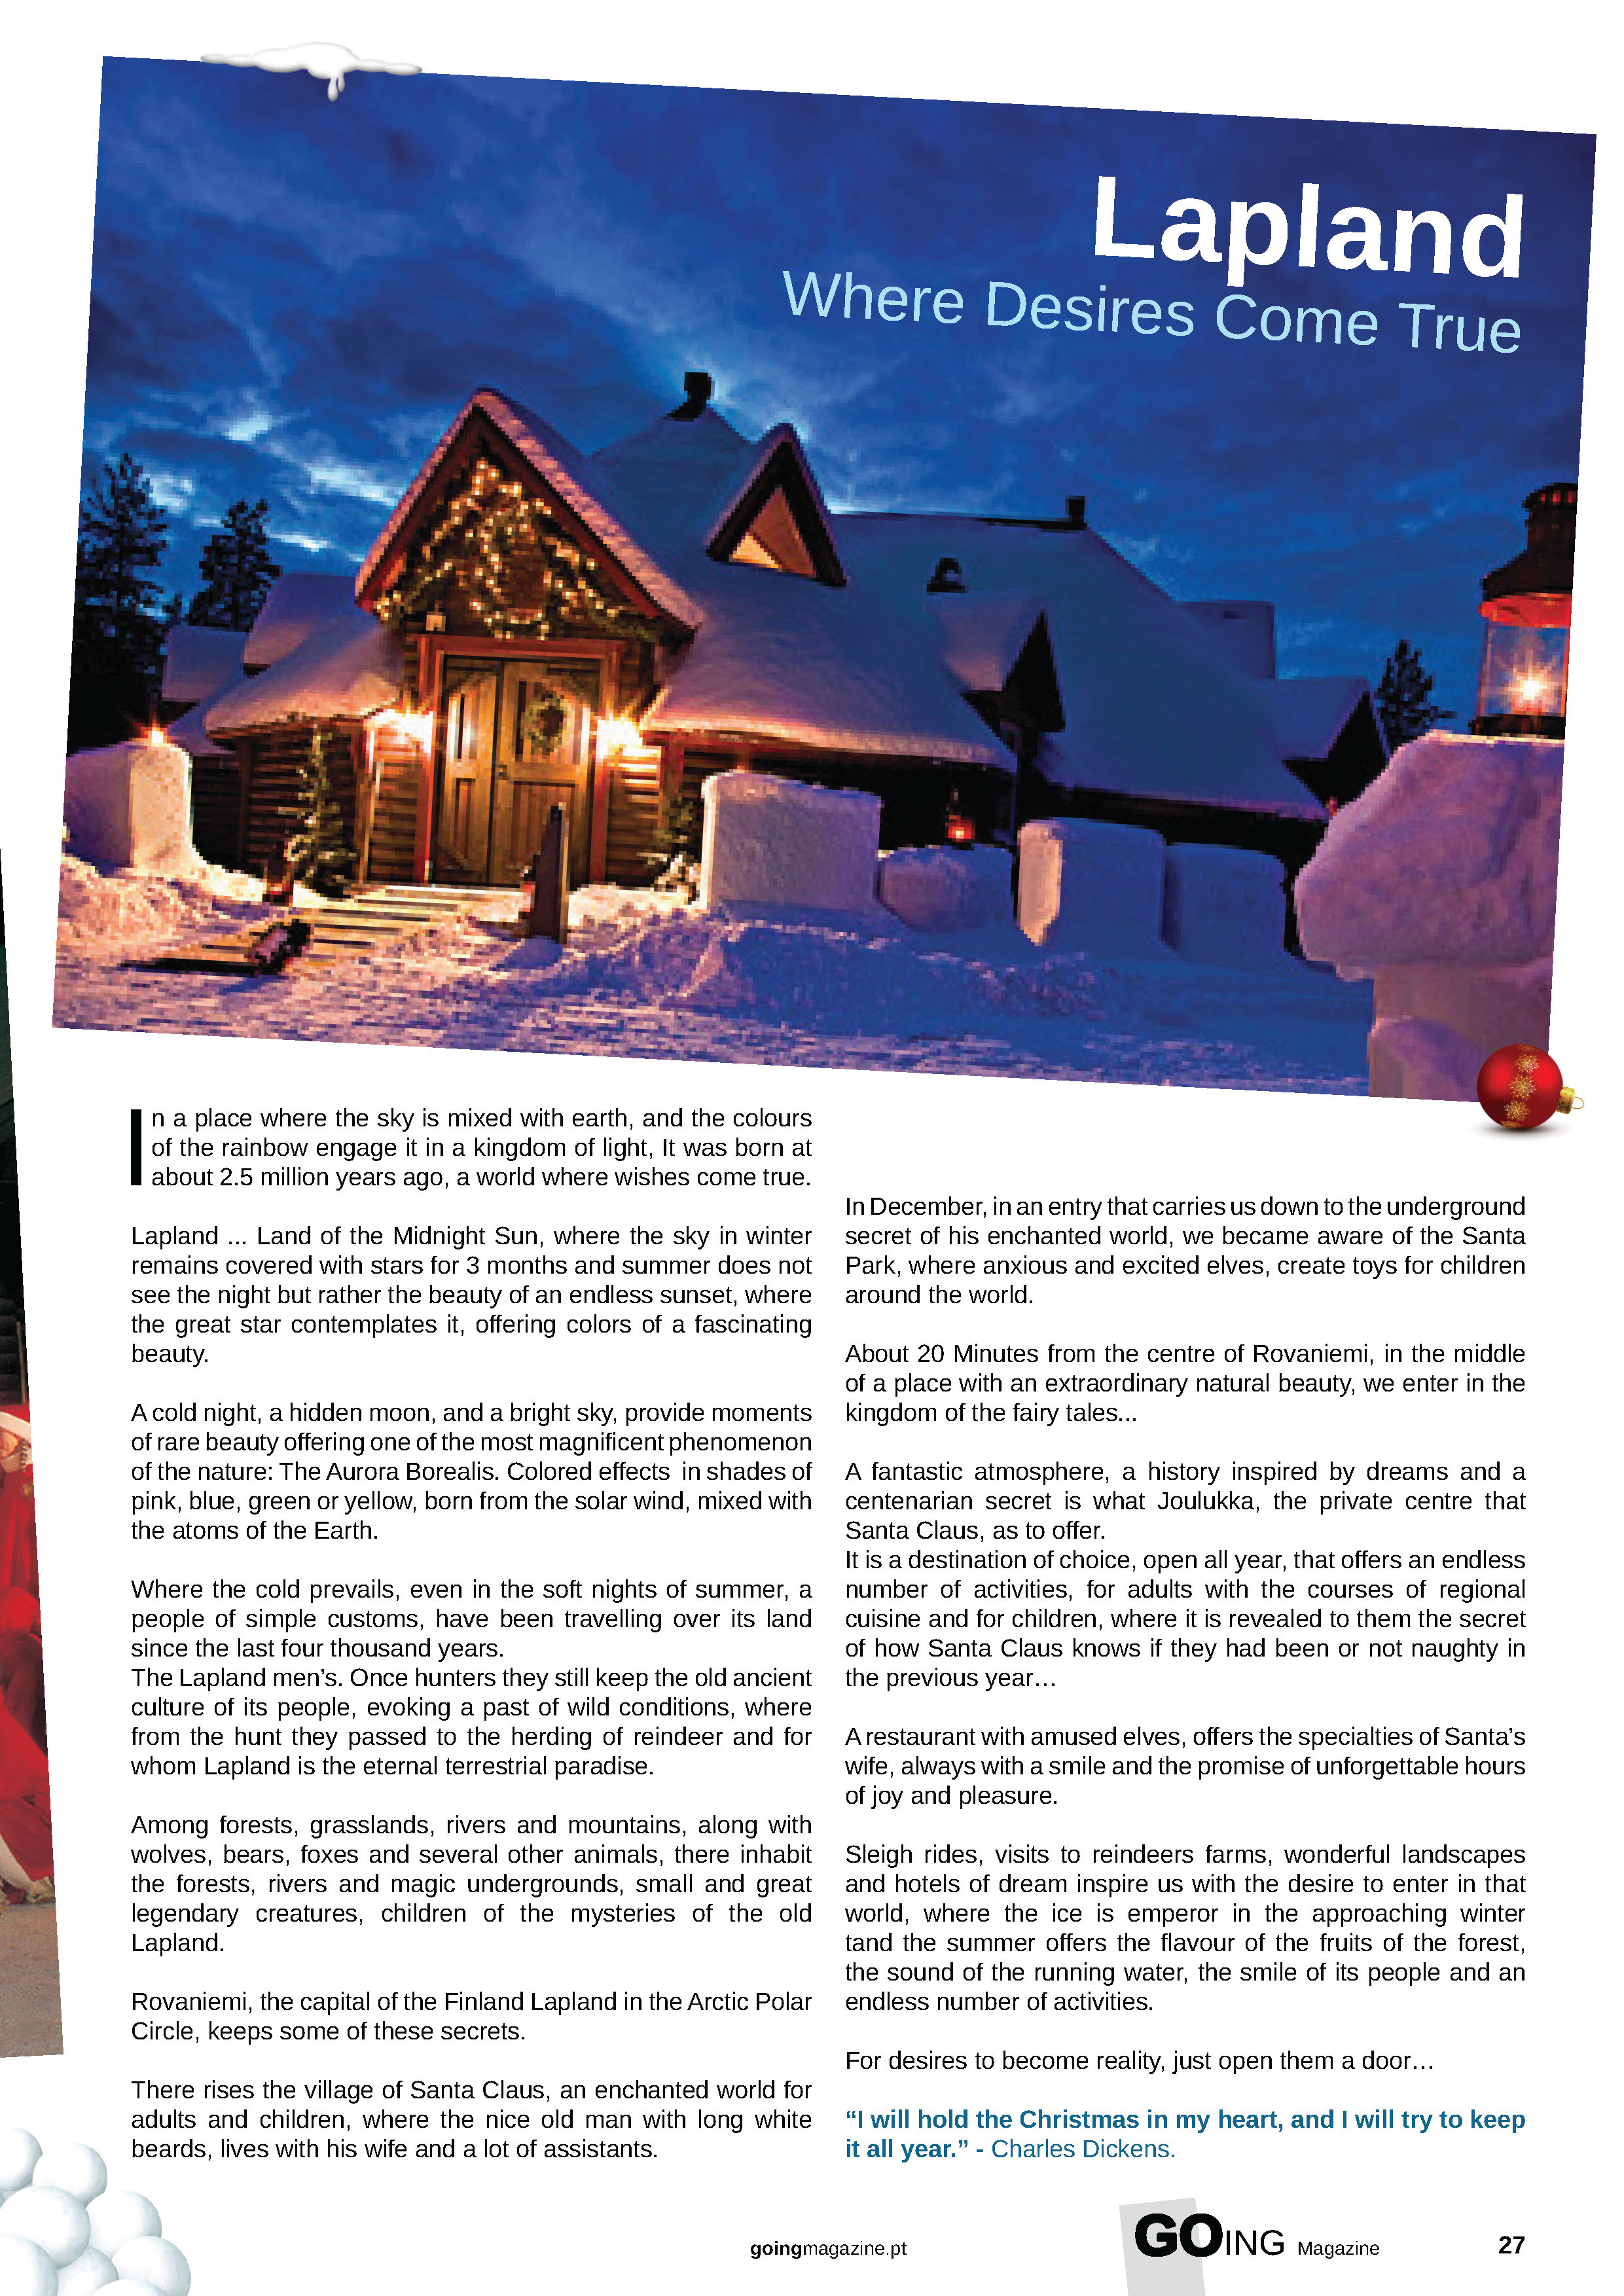 Lapland
Where Desires Come True
In a place where the sky is mixed with earth, and the colours
of the rainbow engage it in a kingdom of light, It was born at
about 2.5 million years ago, a world where wishes come true.
Lapland ... Land of the Midnight Sun, where the sky in winter
remains covered with stars for 3 months and summer does not
see the night but rather the beauty of an endless sunset, where
the great star contemplates it, offering colors of a fascinating
beauty.
A cold night, a hidden moon, and a bright sky, provide moments
of rare beauty offering one of the most magnificent phenomenon
of the nature: The Aurora Borealis. Colored effects in shades of
pink, blue, green or yellow, born from the solar wind, mixed with
the atoms of the Earth.
Where the cold prevails, even in the soft nights of summer, a
people of simple customs, have been travelling over its land
since the last four thousand years.
The Lapland men’s. Once hunters they still keep the old ancient
culture of its people, evoking a past of wild conditions, where
from the hunt they passed to the herding of reindeer and for
whom Lapland is the eternal terrestrial paradise.
Among forests, grasslands, rivers and mountains, along with
wolves, bears, foxes and several other animals, there inhabit
the forests, rivers and magic undergrounds, small and great
legendary creatures, children of the mysteries of the old
Lapland.
Rovaniemi, the capital of the Finland Lapland in the Arctic Polar
Circle, keeps some of these secrets.
There rises the village of Santa Claus, an enchanted world for
adults and children, where the nice old man with long white
beards, lives with his wife and a lot of assistants.
In December, in an entry that carries us down to the underground
secret of his enchanted world, we became aware of the Santa
Park, where anxious and excited elves, create toys for children
around the world.
About 20 Minutes from the centre of Rovaniemi, in the middle
of a place with an extraordinary natural beauty, we enter in the
kingdom of the fairy tales...
A fantastic atmosphere, a history inspired by dreams and a
centenarian secret is what Joulukka, the private centre that
Santa Claus, as to offer.
It is a destination of choice, open all year, that offers an endless
number of activities, for adults with the courses of regional
cuisine and for children, where it is revealed to them the secret
of how Santa Claus knows if they had been or not naughty in
the previous year…
A restaurant with amused elves, offers the specialties of Santa’s
wife, always with a smile and the promise of unforgettable hours
of joy and pleasure.
Sleigh rides, visits to reindeers farms, wonderful landscapes
and hotels of dream inspire us with the desire to enter in that
world, where the ice is emperor in the approaching winter
tand the summer offers the flavour of the fruits of the forest,
the sound of the running water, the smile of its people and an
endless number of activities.
For desires to become reality, just open them a door…
“I will hold the Christmas in my heart, and I will try to keep
it all year.” - Charles Dickens.
goingmagazine.pt
GOING Magazine
27